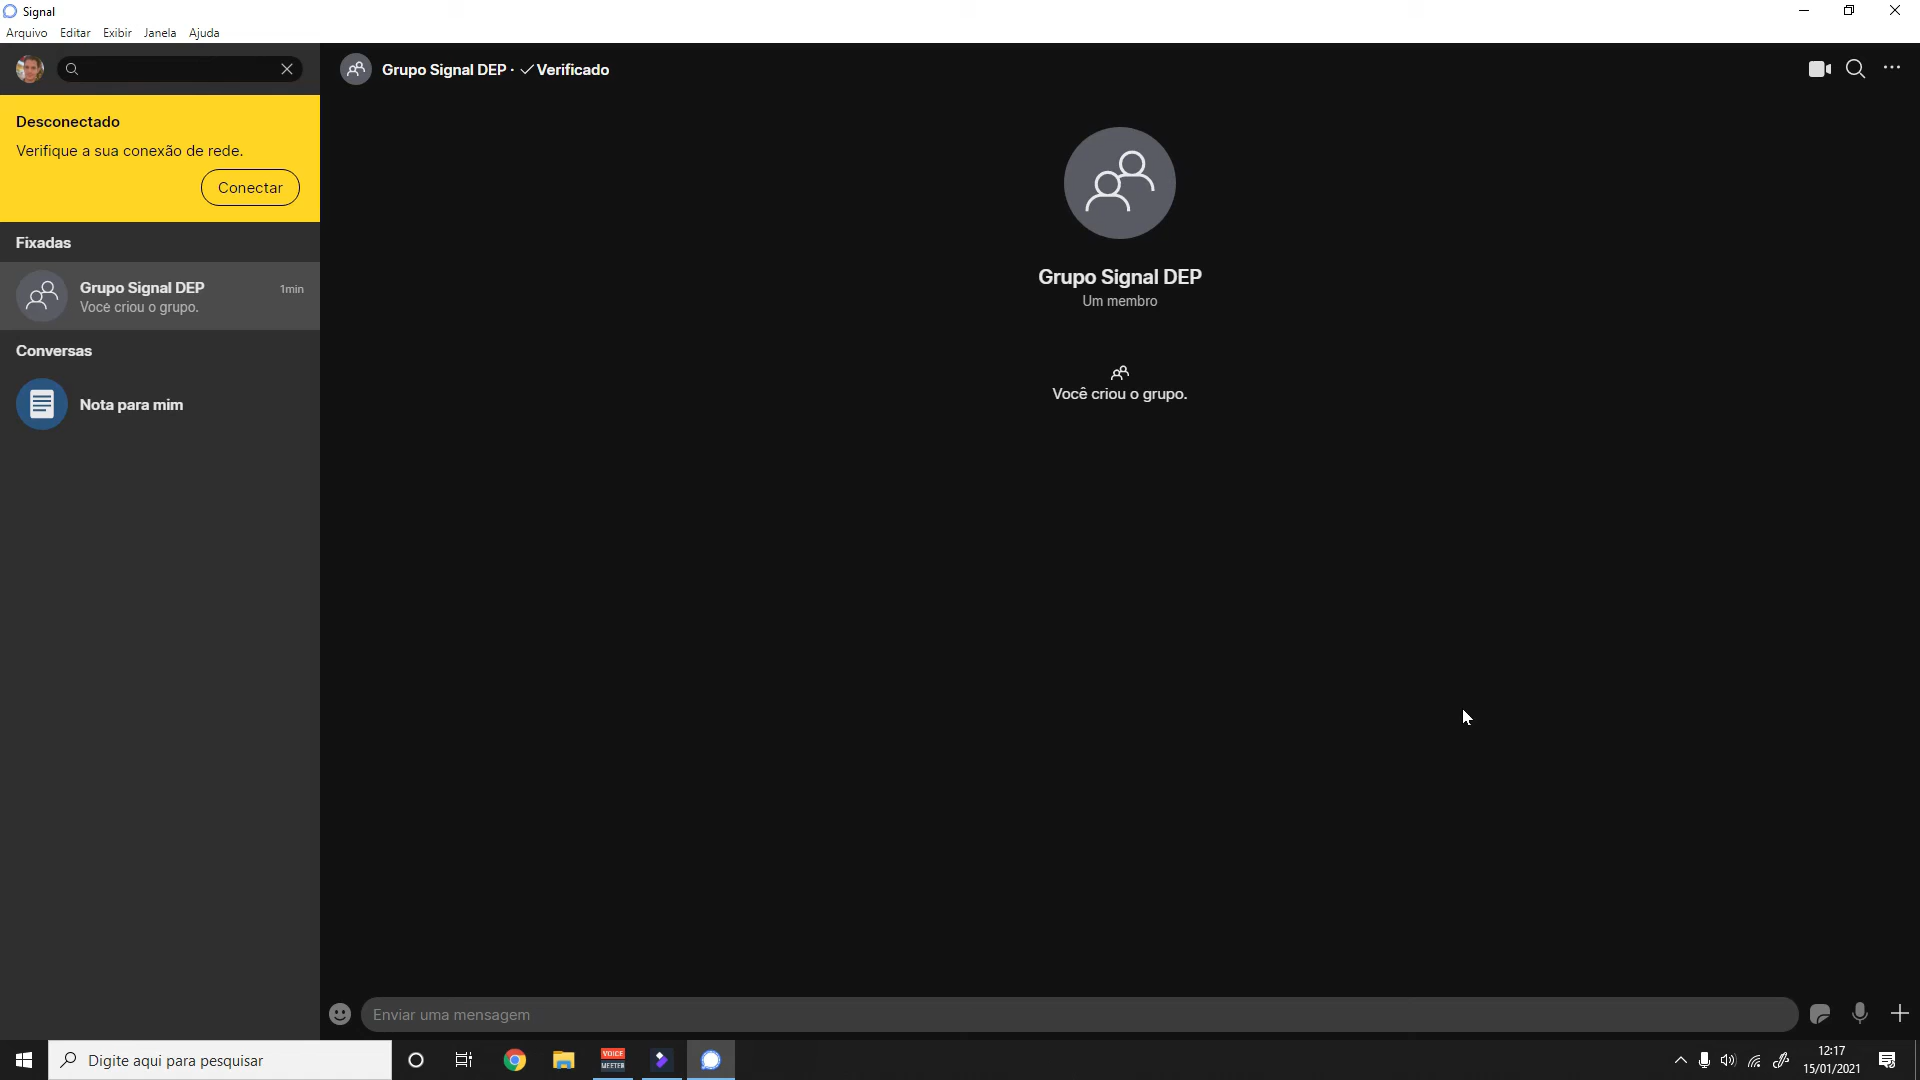 Signal
Arquivo Editar Exibir Janela Ajuda
Grupo Signal DEP · ✓ Verificado
Desconectado
Verifique a sua conexão de rede.
Conectar
Fixadas
Grupo Signal DEP 1min
Você criou o grupo.
Conversas
Nota para mim
Grupo Signal DEP
Um membro
Você criou o grupo.
Enviar uma mensagem
Digite aqui para pesquisar
VOICE
MEETER
12:17
15/01/2021